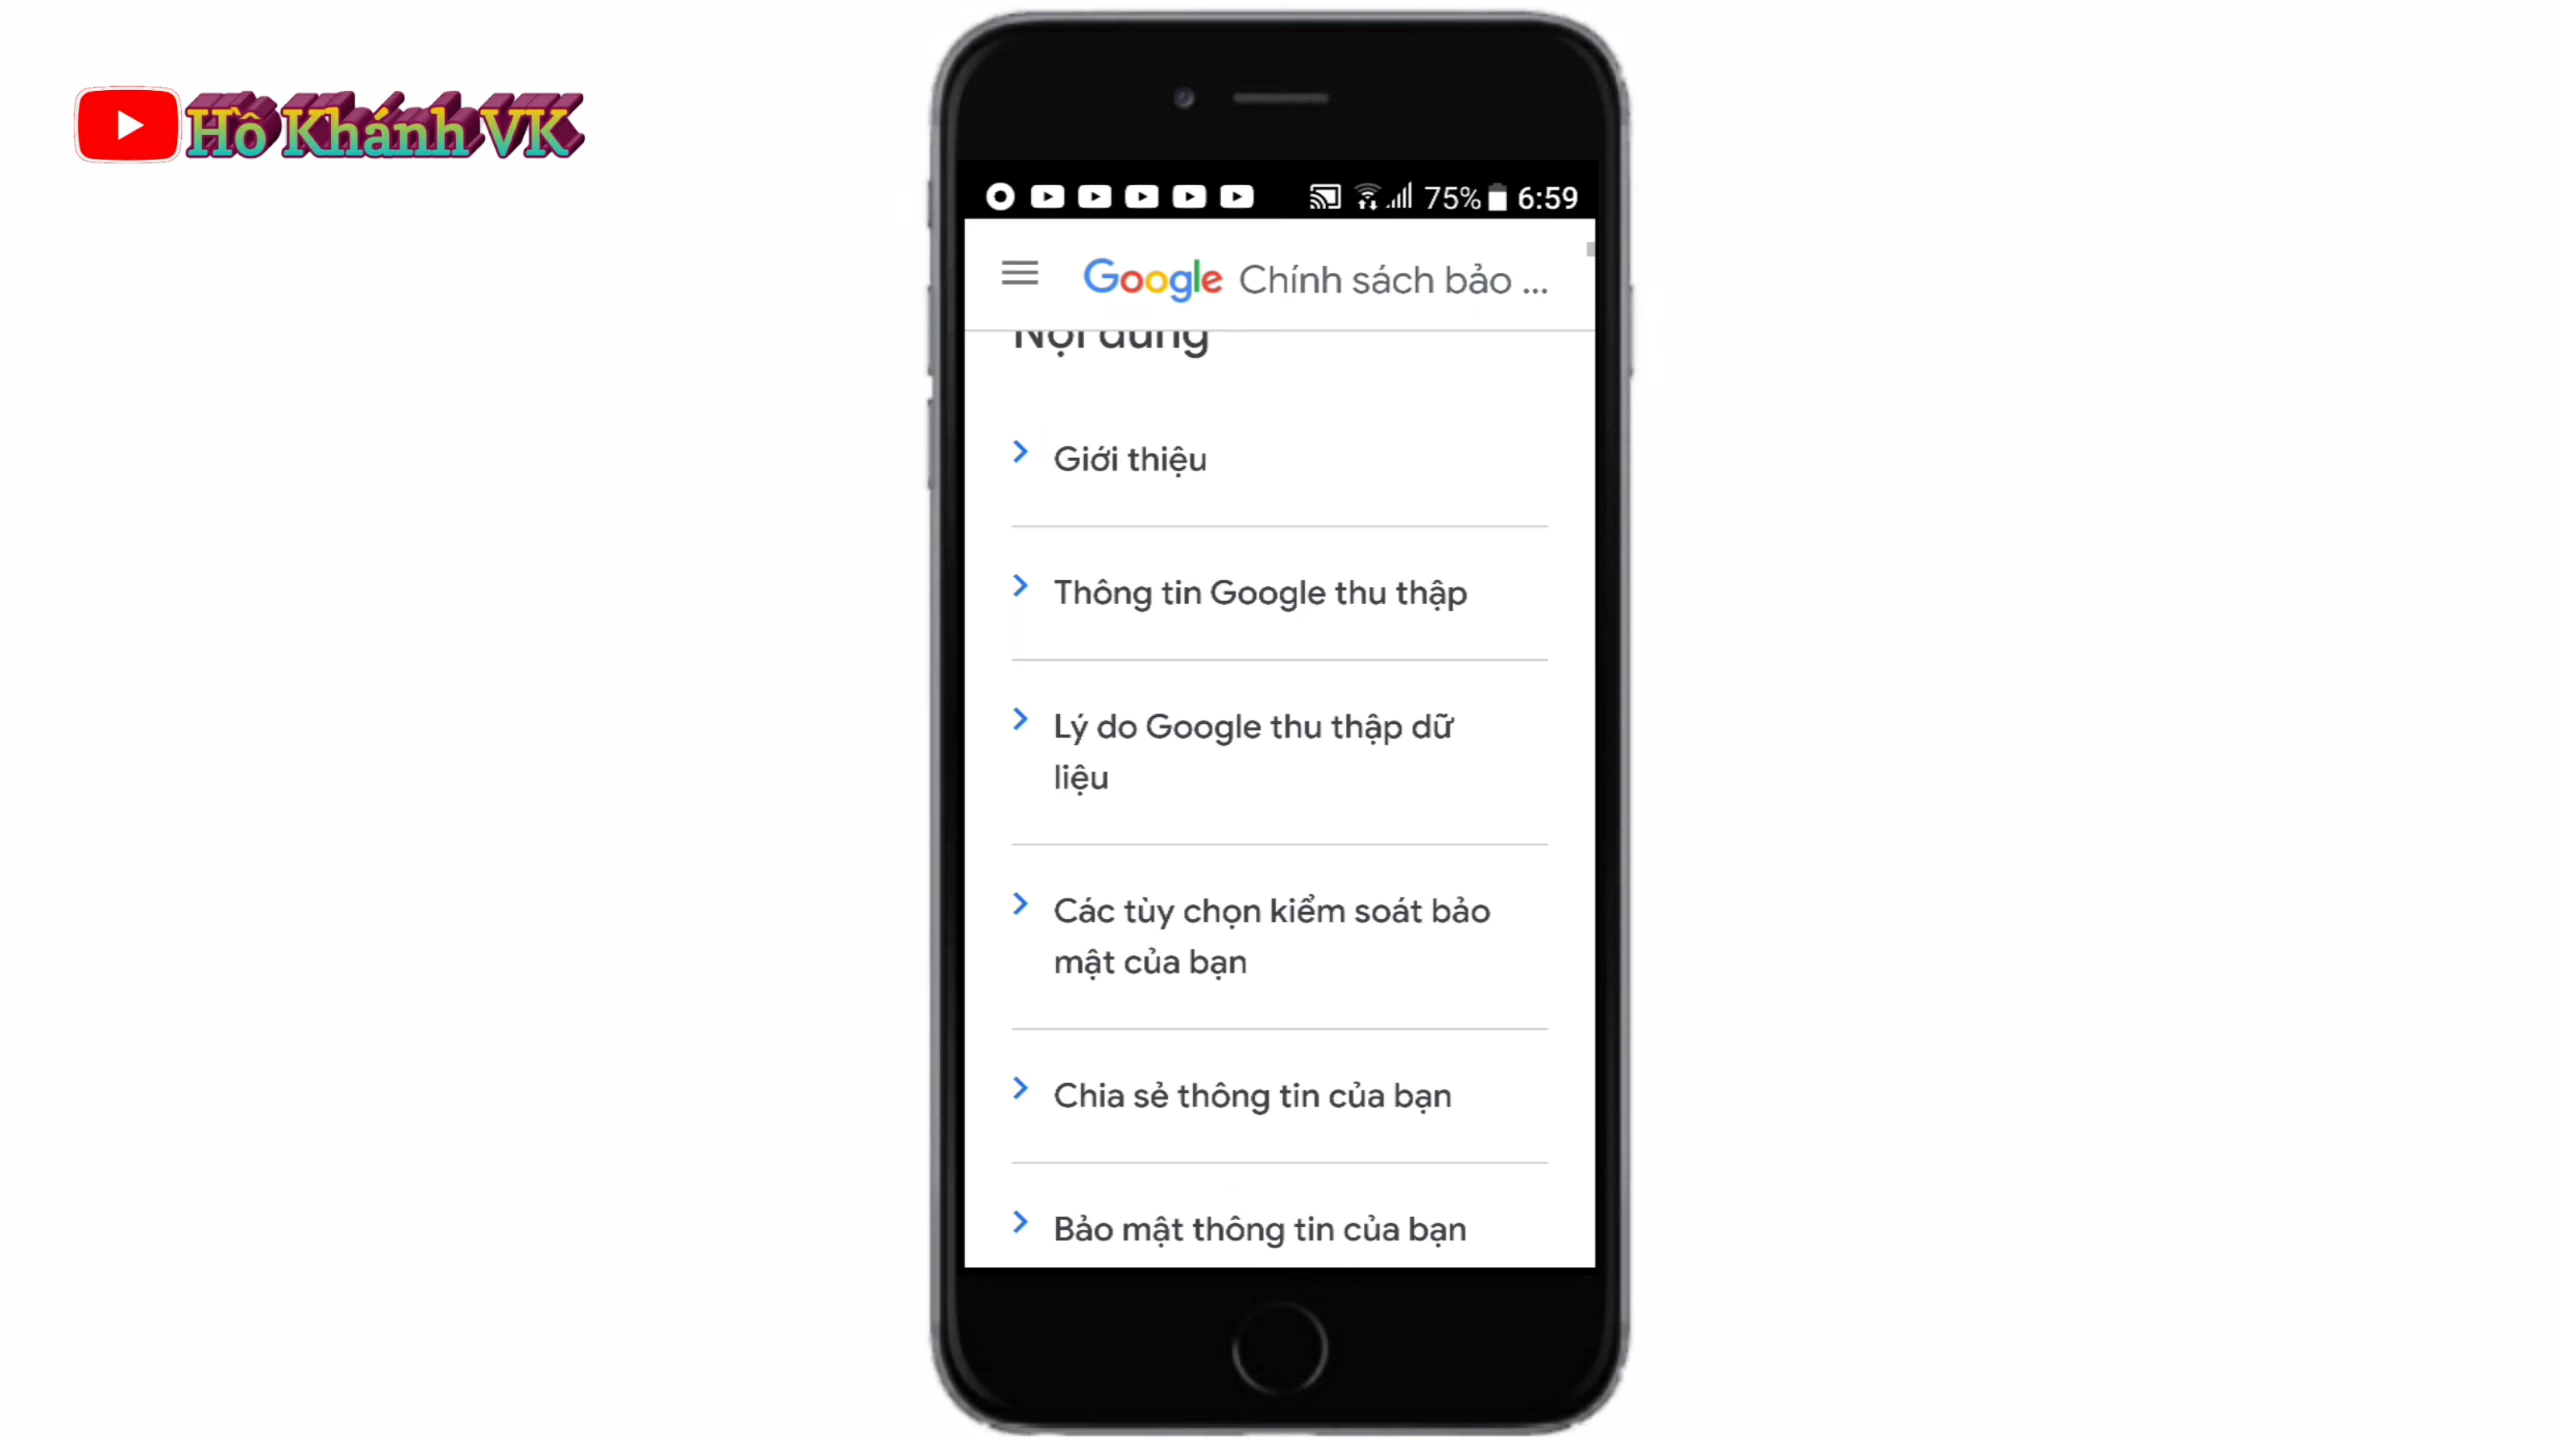 Hồ Khánh VK
75% 6:59
Google Chính sách bảo ...
Nội dung
Giới thiệu
Thông tin Google thu thập
Lý do Google thu thập dữ
liệu
Các tùy chọn kiểm soát bảo
mật của bạn
Chia sẻ thông tin của bạn
Bảo mật thông tin của bạn